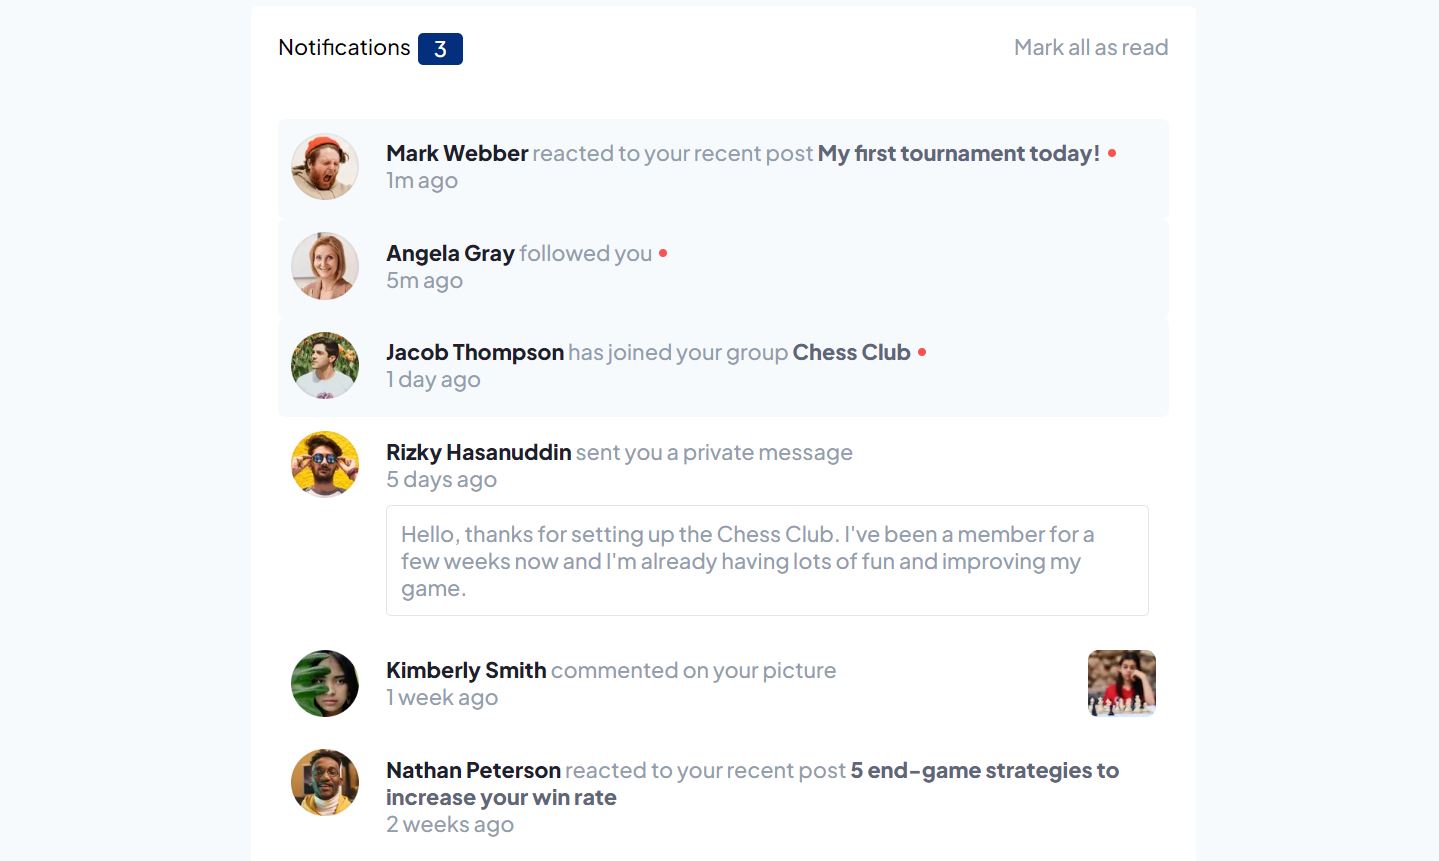 Notifications 3
Mark all as read
Mark Webber reacted to your recent post My first tournament today!
1m ago
Angela Gray followed you
5m ago
Jacob Thompson has joined your group Chess Club
1 day ago
Rizky Hasanuddin sent you a private message
5 days ago
Hello, thanks for setting up the Chess Club. I've been a member for a
few weeks now and I'm already having lots of fun and improving my
game.
Kimberly Smith commented on your picture
1 week ago
Nathan Peterson reacted to your recent post 5 end-game strategies to
increase your win rate
2 weeks ago